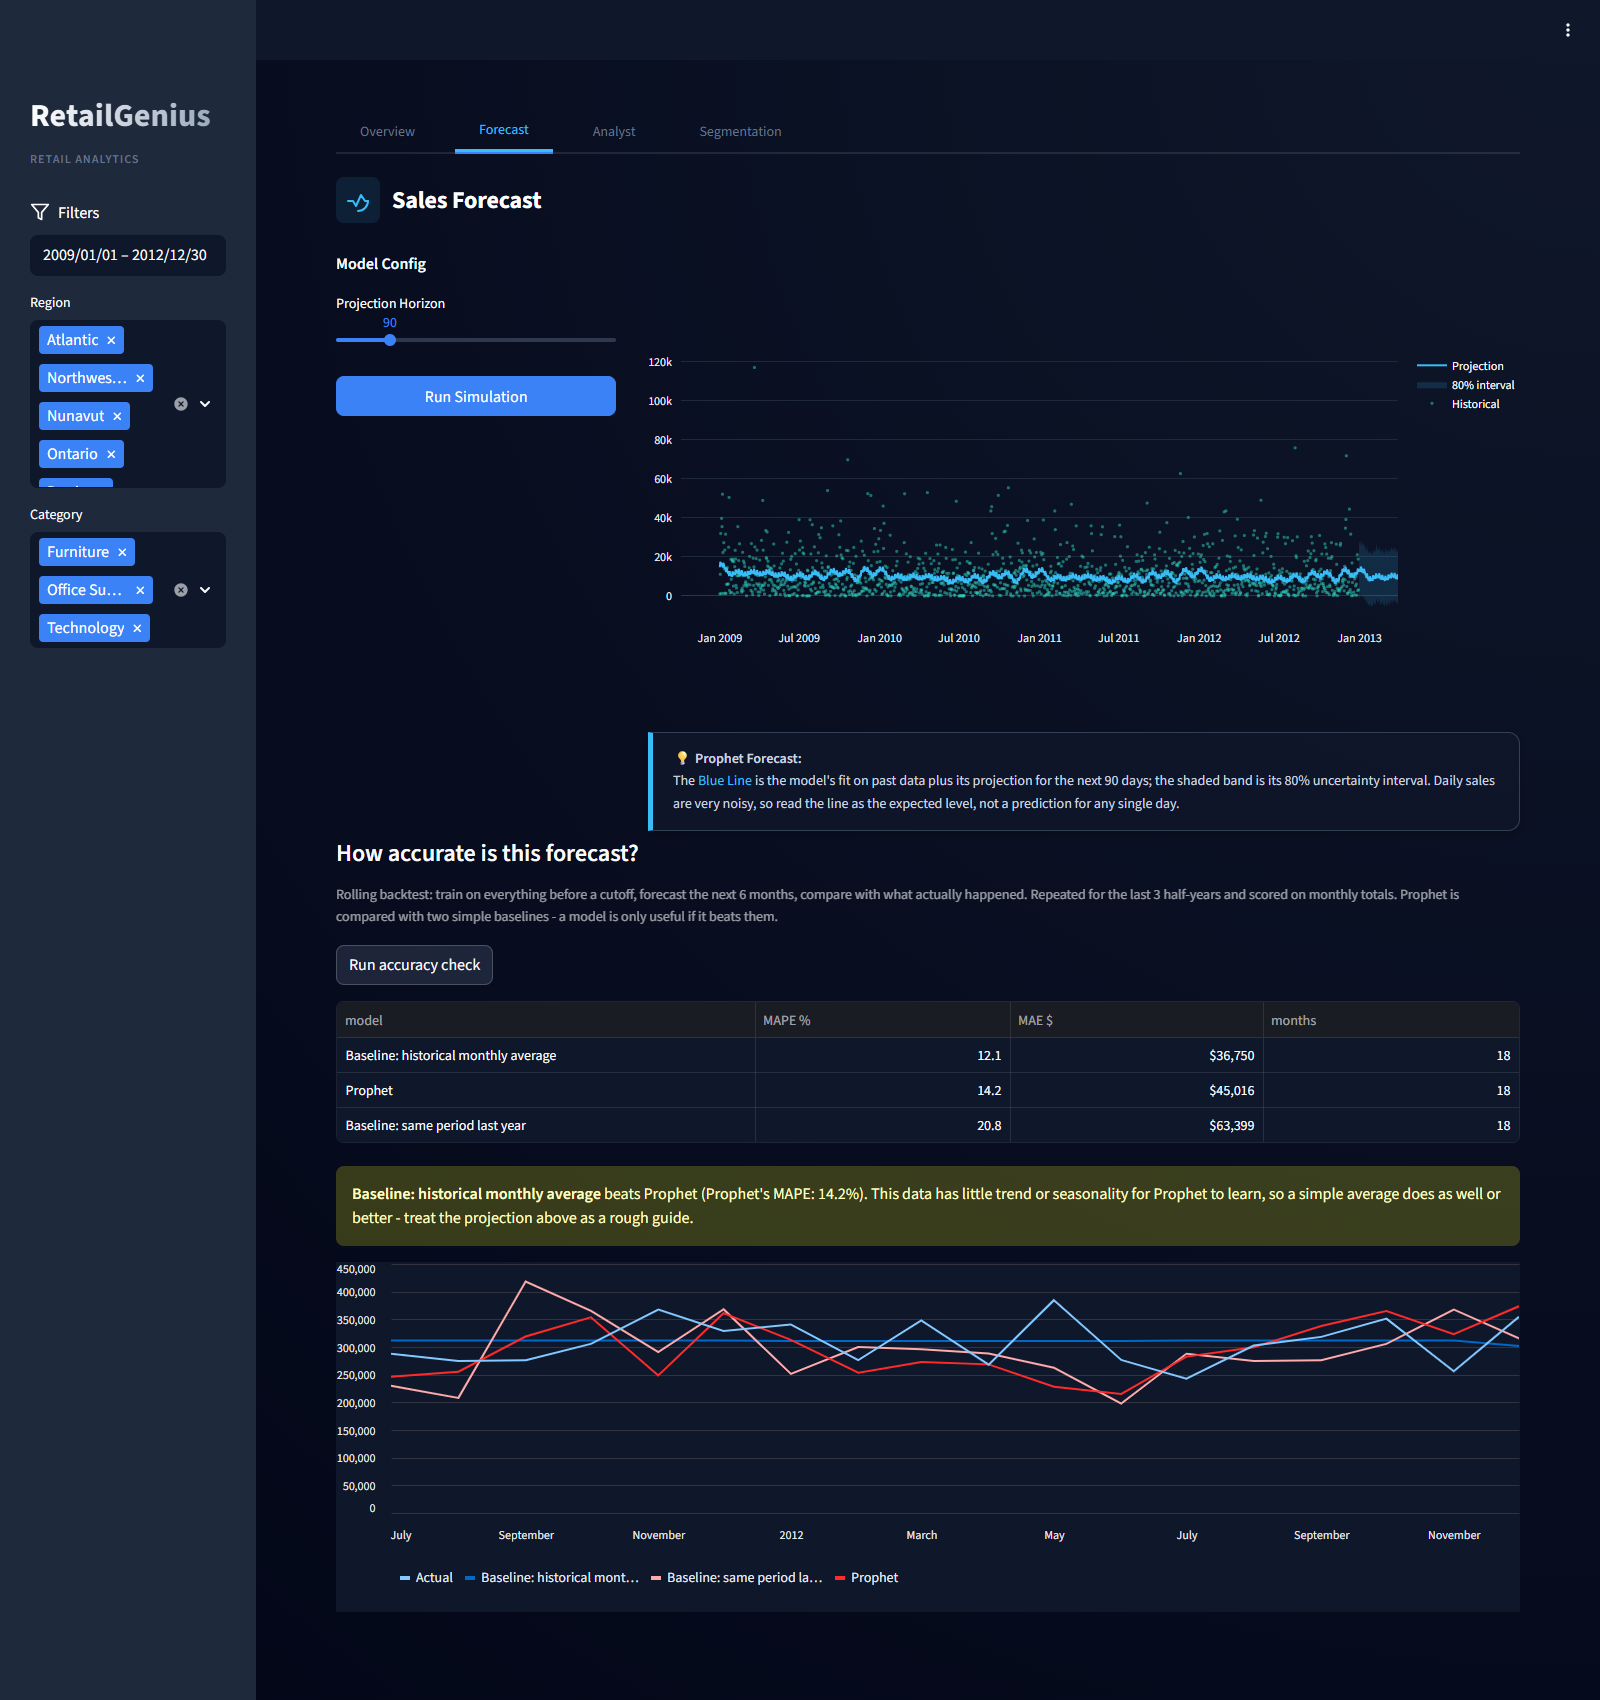 RetailGenius
RETAIL ANALYTICS
Filters
2009/01/01 – 2012/12/30
Region
Atlantic
Northwes…
Nunavut
Ontario
Category
Furniture
Office Su…
Technology
Overview
Forecast
Analyst
Segmentation
Sales Forecast
Model Config
Projection Horizon
90
Run Simulation
120k
100k
80k
60k
40k
20k
0
Jan 2009
Jul 2009
Jan 2010
Jul 2010
Jan 2011
Jul 2011
Jan 2012
Jul 2012
Jan 2013
Projection
80% interval
Historical
💡 Prophet Forecast:
The Blue Line is the model's fit on past data plus its projection for the next 90 days; the shaded band is its 80% uncertainty interval. Daily sales
are very noisy, so read the line as the expected level, not a prediction for any single day.
How accurate is this forecast?
Rolling backtest: train on everything before a cutoff, forecast the next 6 months, compare with what actually happened. Repeated for the last 3 half-years and scored on monthly totals. Prophet is
compared with two simple baselines - a model is only useful if it beats them.
Run accuracy check
model MAPE % MAE $ months
Baseline: historical monthly average 12.1 $36,750 18
Prophet 14.2 $45,016 18
Baseline: same period last year 20.8 $63,399 18
Baseline: historical monthly average beats Prophet (Prophet's MAPE: 14.2%). This data has little trend or seasonality for Prophet to learn, so a simple average does as well or
better - treat the projection above as a rough guide.
450,000
400,000
350,000
300,000
250,000
200,000
150,000
100,000
50,000
0
July
September
November
2012
March
May
July
September
November
Actual
Baseline: historical mont…
Baseline: same period la…
Prophet